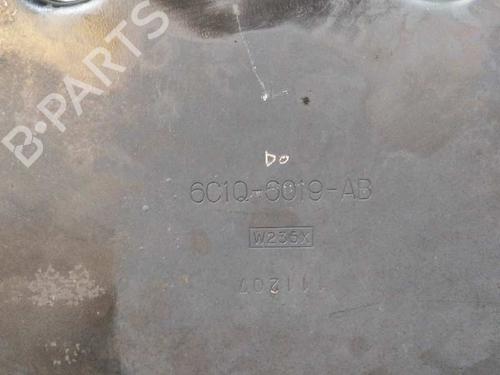 B-PARTS
Do
6C1Q-6019-AB
W235X
111207